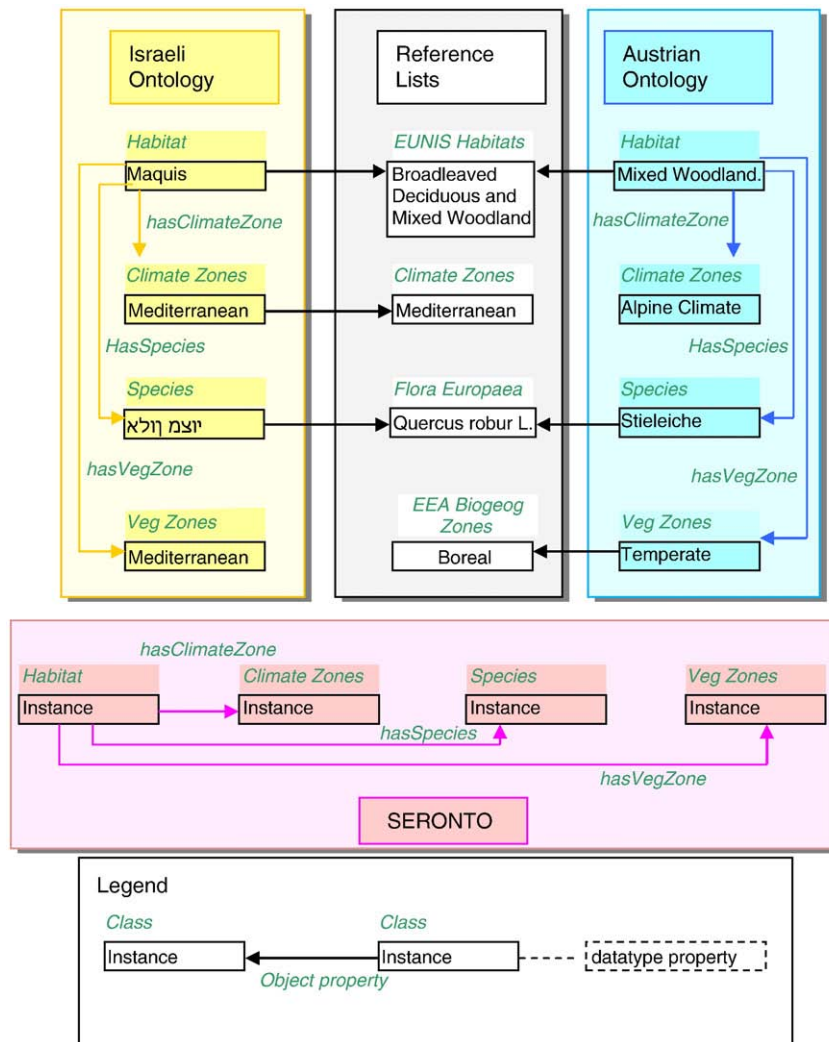 Israeli
Ontology
Reference
Lists
Austrian
Ontology
Habitat
Maquis
EUNIS Habitats
Broadleaved
Deciduous and
Mixed Woodland
Habitat
Mixed Woodland.
hasClimateZone
hasClimateZone
Climate Zones
Mediterranean
Climate Zones
Mediterranean
Climate Zones
Alpine Climate
HasSpecies
HasSpecies
Species
יוצמ ןולא
Flora Europaea
Quercus robur L.
Species
Stieleiche
hasVegZone
hasVegZone
Veg Zones
Mediterranean
EEA Biogeog
Zones
Boreal
Veg Zones
Temperate
hasClimateZone
Habitat
Instance
Climate Zones
Instance
Species
Instance
Veg Zones
Instance
hasSpecies
hasVegZone
SERONTO
Legend
Class
Instance
Class
Instance
datatype property
Object property